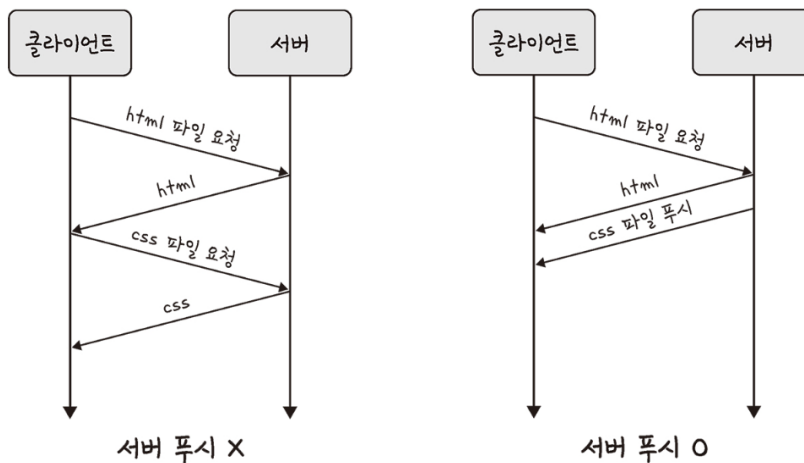 클라이언트
서버
html 파일 요청
html
css 파일 요청
css
서버 푸시 X
클라이언트
서버
html 파일 요청
html
css 파일 푸시
서버 푸시 O